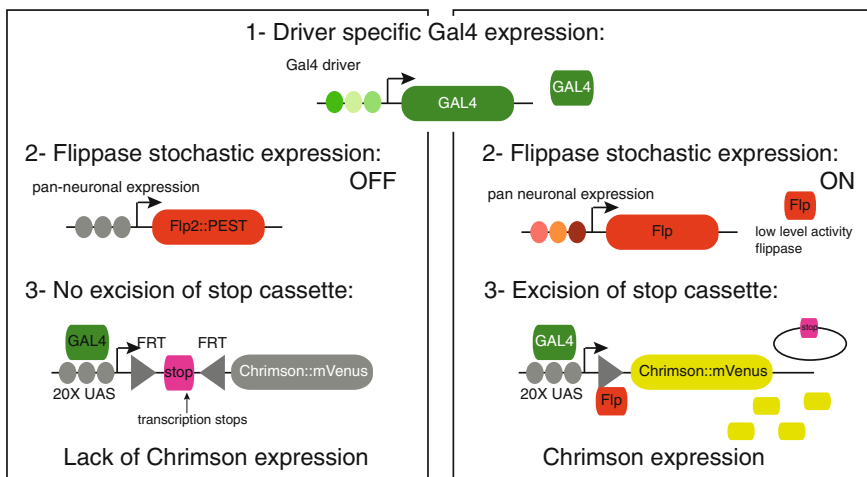 1- Driver specific Gal4 expression:
Gal4 driver
GAL4
GAL4
2- Flippase stochastic expression:
OFF
pan-neuronal expression
Flp2::PEST
3- No excision of stop cassette:
GAL4
FRT
FRT
stop
Chrimson::mVenus
20X UAS
transcription stops
Lack of Chrimson expression
2- Flippase stochastic expression:
ON
pan neuronal expression
Flp
Flp
low level activity
flippase
3- Excision of stop cassette:
stop
GAL4
Chrimson::mVenus
20X UAS
Flp
Chrimson expression